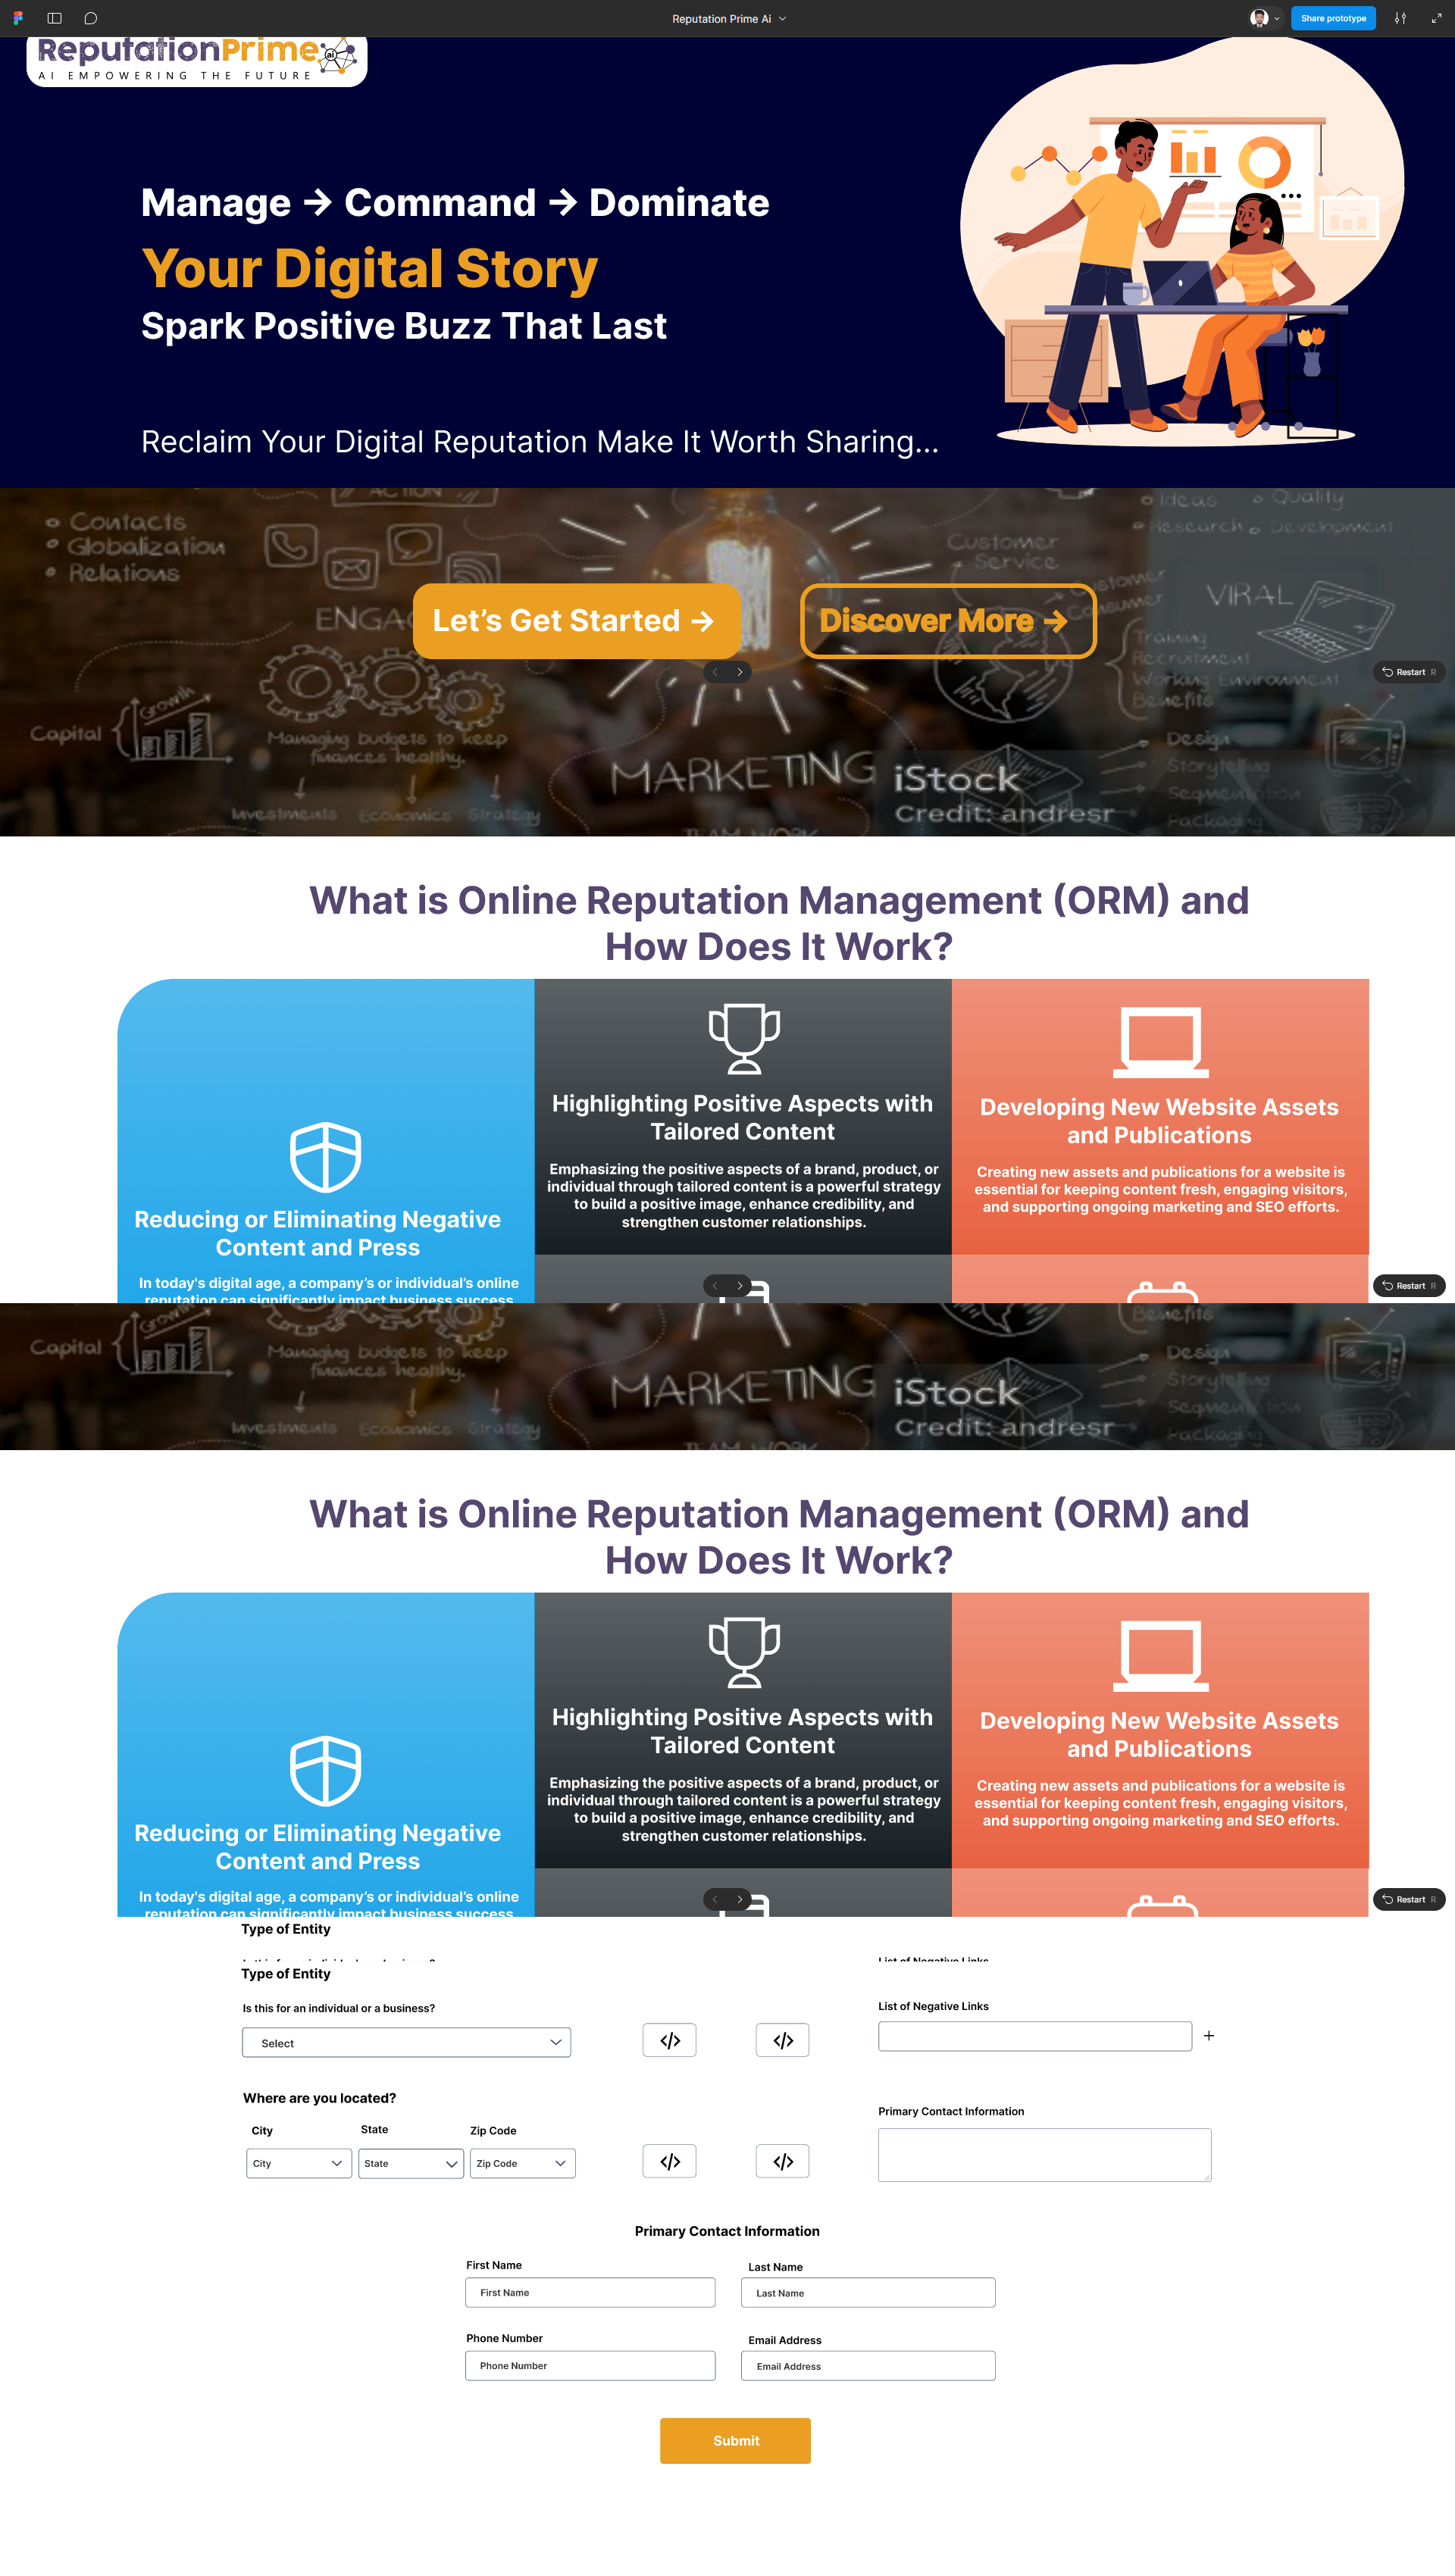 Reputation Prime Ai
Share prototype
ReputationPrime ai
AI EMPOWERING THE FUTURE
Manage → Command → Dominate
Your Digital Story
Spark Positive Buzz That Last
Reclaim Your Digital Reputation Make It Worth Sharing...
ACTION
Ideas
Quality
Contacts
Research
Development
Globalization
Customer
Service
Relations
Customer
Consumer
VIRAL
ENGA
Let's Get Started →
Discover More →
Training
Recruitment
Working Environment
Restart R
Benefits
Growth
Capital
Managing budgets to keep
finances healthy.
Design
Storytelling
MARKETING
iStock
Segmentation
Investments
Economics
Strategy
Credit: andresr
Packaging
TEAM WORK
What is Online Reputation Management (ORM) and
How Does It Work?
Highlighting Positive Aspects with
Tailored Content
Developing New Website Assets
and Publications
Emphasizing the positive aspects of a brand, product, or
individual through tailored content is a powerful strategy
to build a positive image, enhance credibility, and
strengthen customer relationships.
Creating new assets and publications for a website is
essential for keeping content fresh, engaging visitors,
and supporting ongoing marketing and SEO efforts.
Reducing or Eliminating Negative
Content and Press
In today's digital age, a company's or individual's online
reputation can significantly impact business success
Restart R
Benefits
Growth
Capital
Managing budgets to keep
finances healthy.
Design
Storytelling
MARKETING
iStock
Segmentation
Investments
Economics
Strategy
Credit: andresr
Packaging
TEAM WORK
What is Online Reputation Management (ORM) and
How Does It Work?
Highlighting Positive Aspects with
Tailored Content
Developing New Website Assets
and Publications
Emphasizing the positive aspects of a brand, product, or
individual through tailored content is a powerful strategy
to build a positive image, enhance credibility, and
strengthen customer relationships.
Creating new assets and publications for a website is
essential for keeping content fresh, engaging visitors,
and supporting ongoing marketing and SEO efforts.
Reducing or Eliminating Negative
Content and Press
In today's digital age, a company's or individual's online
reputation can significantly impact business success
Restart R
Type of Entity
List of Negative Links
Type of Entity
Is this for an individual or a business?
List of Negative Links
Select
</>
</>
+
Where are you located?
Primary Contact Information
City
State
Zip Code
City
State
Zip Code
</>
</>
Primary Contact Information
First Name
Last Name
First Name
Last Name
Phone Number
Email Address
Phone Number
Email Address
Submit